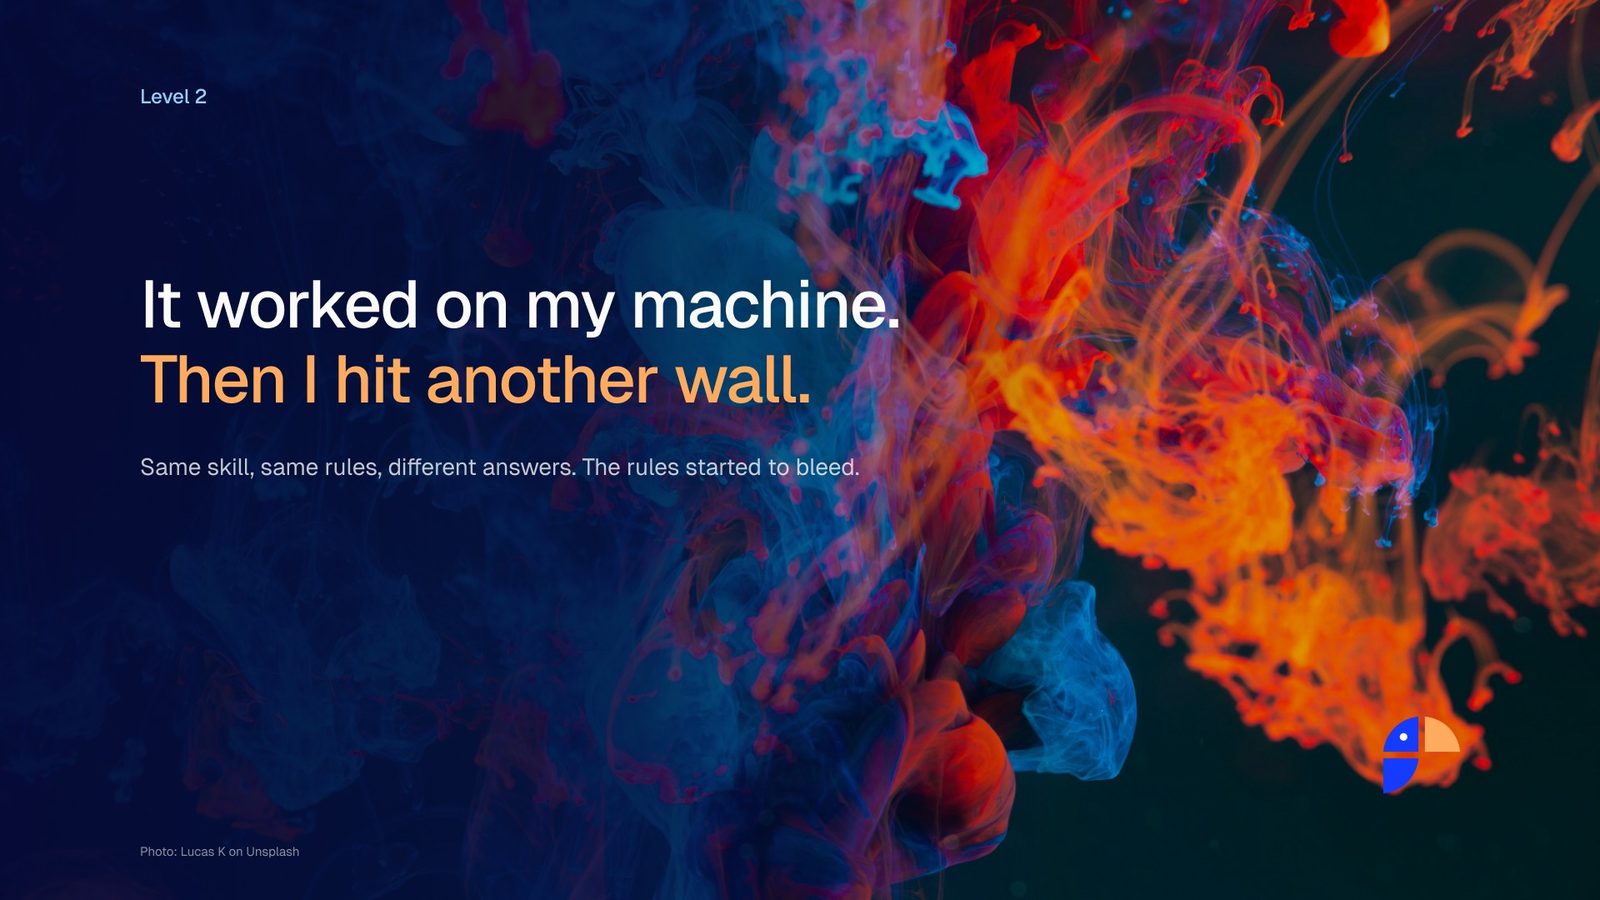 Level 2
It worked on my machine.
Then I hit another wall.
Same skill, same rules, different answers. The rules started to bleed.
Photo: Lucas K on Unsplash